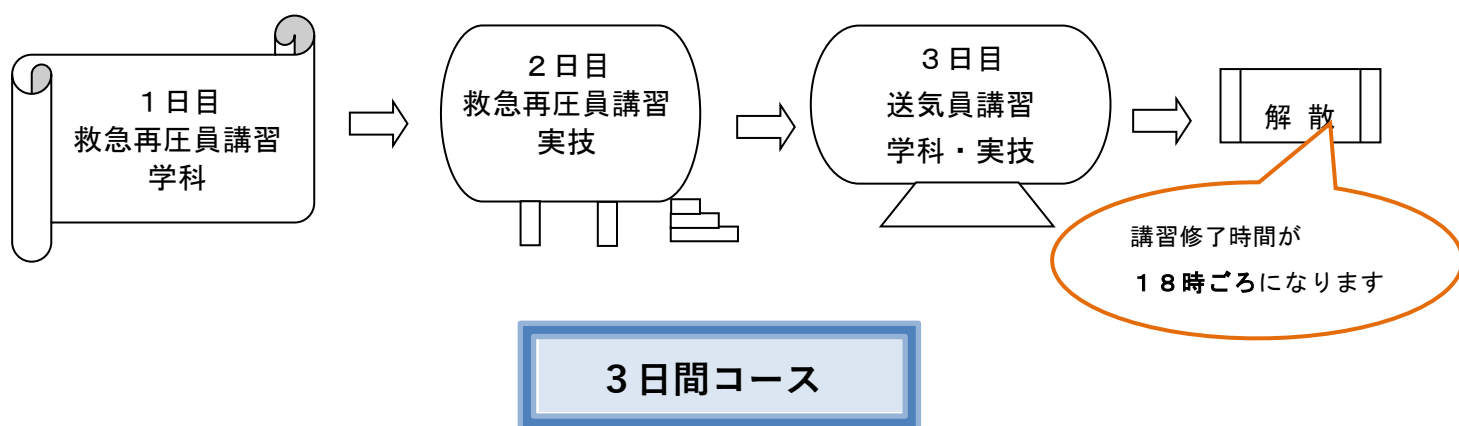 １日目
救急再圧員講習
学科
２日目
救急再圧員講習
実技
３日目
送気員講習
学科・実技
解 散
講習修了時間が
１８時ごろになります
３日間コース